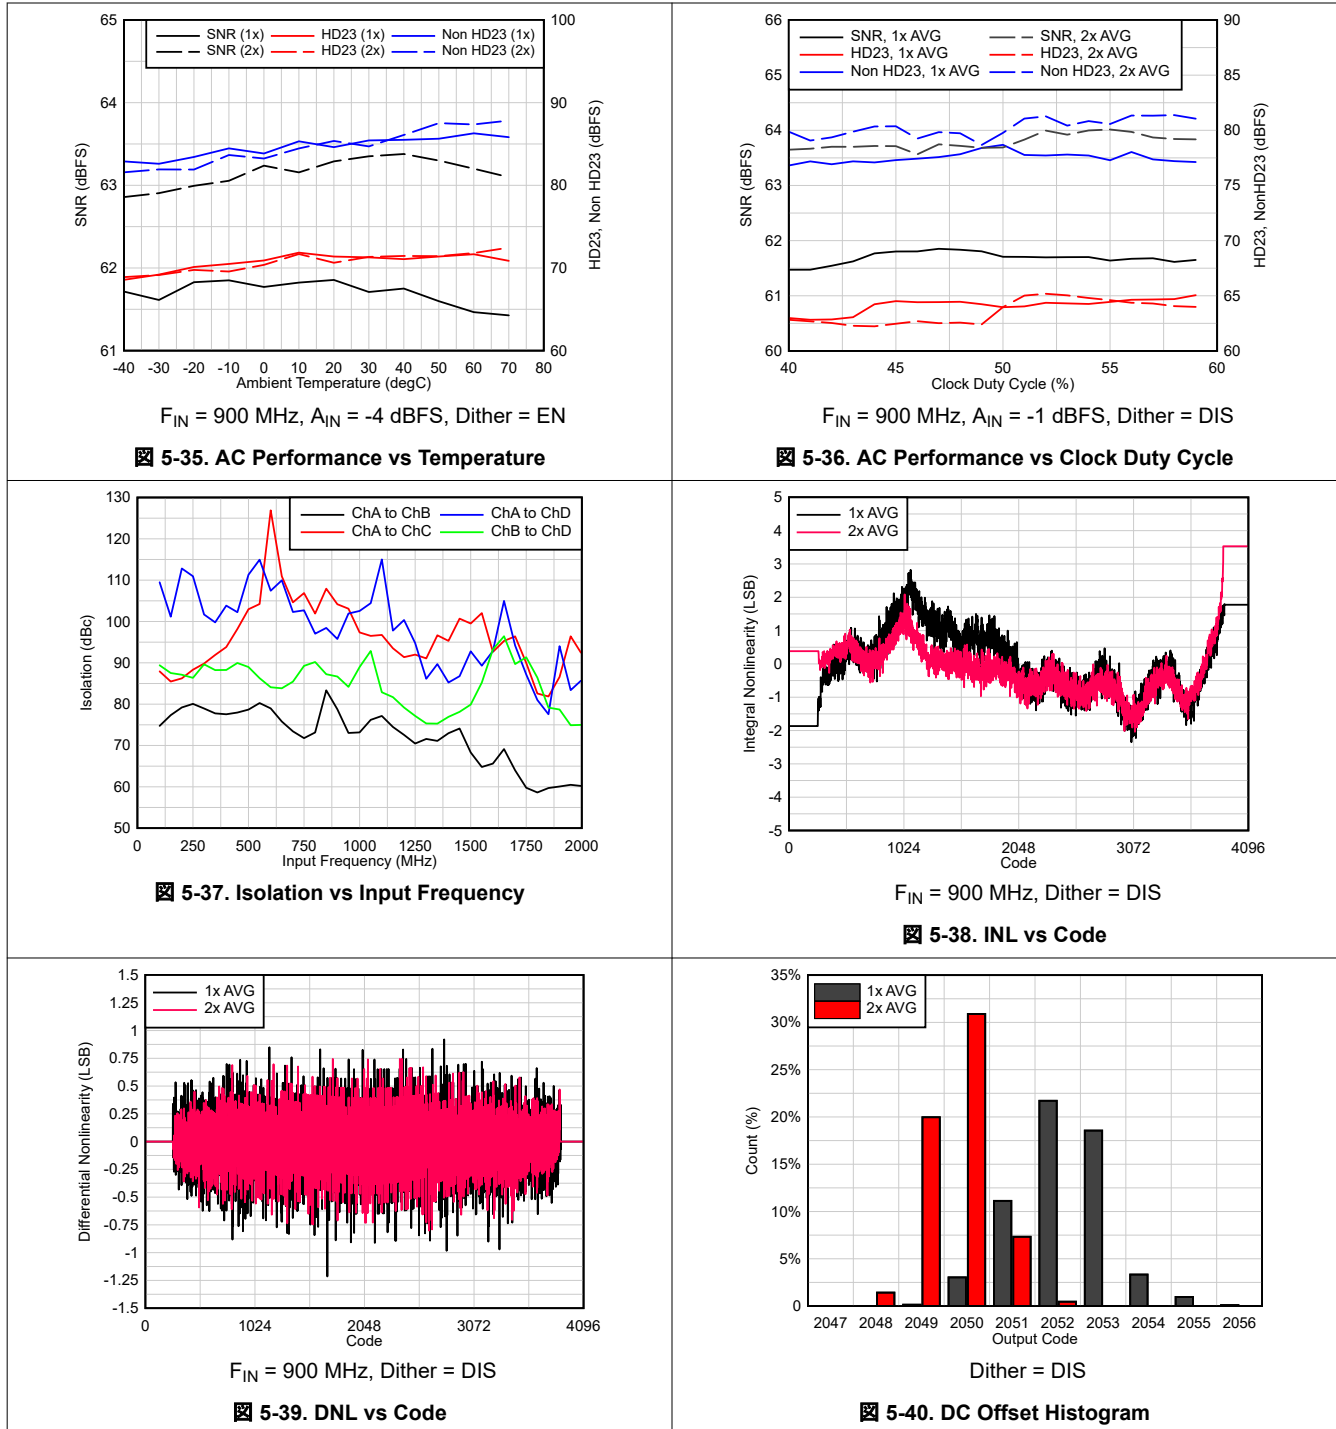 65
64
63
62
61
100
90
80
70
60
SNR (dBFS)
HD23, Non HD23 (dBFS)
SNR (1x)
HD23 (1x)
Non HD23 (1x)
SNR (2x)
HD23 (2x)
Non HD23 (2x)
-40 -30 -20 -10 0 10 20 30 40 50 60 70 80
Ambient Temperature (degC)
F_IN = 900 MHz, A_IN = -4 dBFS, Dither = EN
図 5-35. AC Performance vs Temperature
66
65
64
63
62
61
60
90
85
80
75
70
65
60
SNR (dBFS)
HD23, NonHD23 (dBFS)
SNR, 1x AVG
SNR, 2x AVG
HD23, 1x AVG
HD23, 2x AVG
Non HD23, 1x AVG
Non HD23, 2x AVG
40 45 50 55 60
Clock Duty Cycle (%)
F_IN = 900 MHz, A_IN = -1 dBFS, Dither = DIS
図 5-36. AC Performance vs Clock Duty Cycle
130
120
110
100
90
80
70
60
50
Isolation (dBc)
ChA to ChB
ChA to ChD
ChA to ChC
ChB to ChD
0 250 500 750 1000 1250 1500 1750 2000
Input Frequency (MHz)
図 5-37. Isolation vs Input Frequency
5
4
3
2
1
0
-1
-2
-3
-4
-5
Integral Nonlinearity (LSB)
1x AVG
2x AVG
0 1024 2048 3072 4096
Code
F_IN = 900 MHz, Dither = DIS
図 5-38. INL vs Code
1.5
1.25
1
0.75
0.5
0.25
0
-0.25
-0.5
-0.75
-1
-1.25
-1.5
Differential Nonlinearity (LSB)
1x AVG
2x AVG
0 1024 2048 3072 4096
Code
F_IN = 900 MHz, Dither = DIS
図 5-39. DNL vs Code
35%
30%
25%
20%
15%
10%
5%
0
Count (%)
1x AVG
2x AVG
2047 2048 2049 2050 2051 2052 2053 2054 2055 2056
Output Code
Dither = DIS
図 5-40. DC Offset Histogram